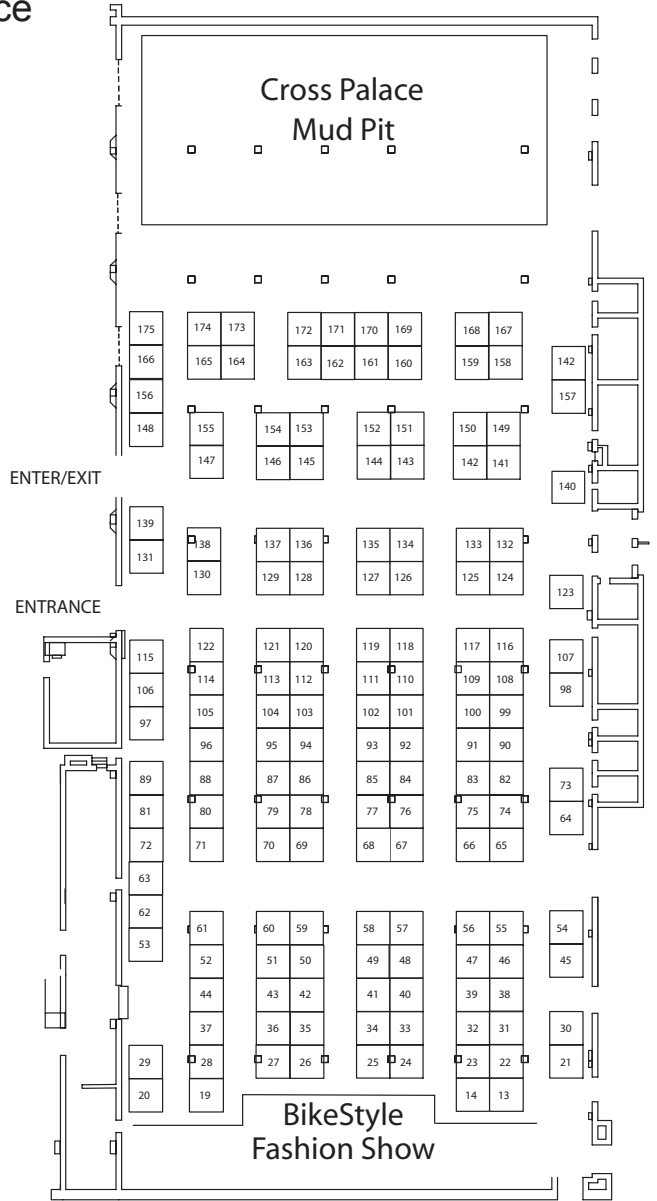 ce
Cross Palace
Mud Pit
175 174 173 172 171 170 169 168 167
166 165 164 163 162 161 160 159 158 142
156 157
148 155 154 153 152 151 150 149
147 146 145 144 143 142 141
ENTER/EXIT
140
139
138 137 136 135 134 133 132
131
130 129 128 127 126 125 124
123
ENTRANCE
122 121 120 119 118 117 116
115 107
114 113 112 111 110 109 108
106 98
105 104 103 102 101 100 99
97
96 95 94 93 92 91 90
89 88 87 86 85 84 83 82 73
81 80 79 78 77 76 75 74 64
72 71 70 69 68 67 66 65
63
62
61 60 59 58 57 56 55 54
53
52 51 50 49 48 47 46 45
44 43 42 41 40 39 38
37 36 35 34 33 32 31 30
29 28 27 26 25 24 23 22 21
20 19 14 13
BikeStyle
Fashion Show